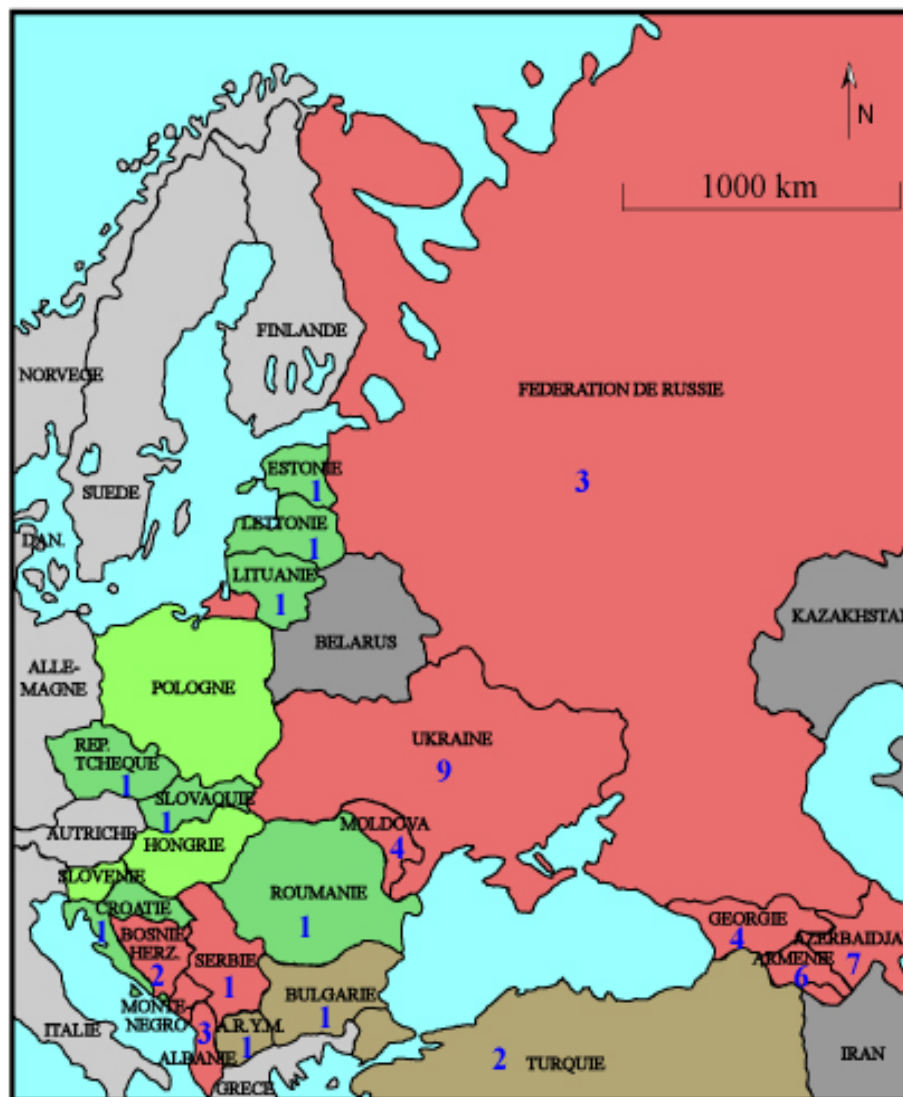 N
1000 km
FINLANDE
NORVEGE
FEDERATION DE RUSSIE
3
ESTONIE
1
SUEDE
LETTONIE
1
DAN.
LITUANIE
1
KAZAKHSTAN
BELARUS
ALLE-
MAGNE
POLOGNE
REP.
TCHEQUE
1
UKRAINE
9
SLOVAQUIE
1
AUTRICHE
MOLDOVA
4
HONGRIE
SLOVENIE
ROUMANIE
1
CROATIE
1
BOSNIE
HERZ.
2
SERBIE
1
GEORGIE
4
AZERBAIDJA
7
ARMENIE
6
BULGARIE
1
MONTE-
NEGRO
ITALIE
3
ALBANIE
A.R.Y.M.
1
GRECE
2
TURQUIE
IRAN